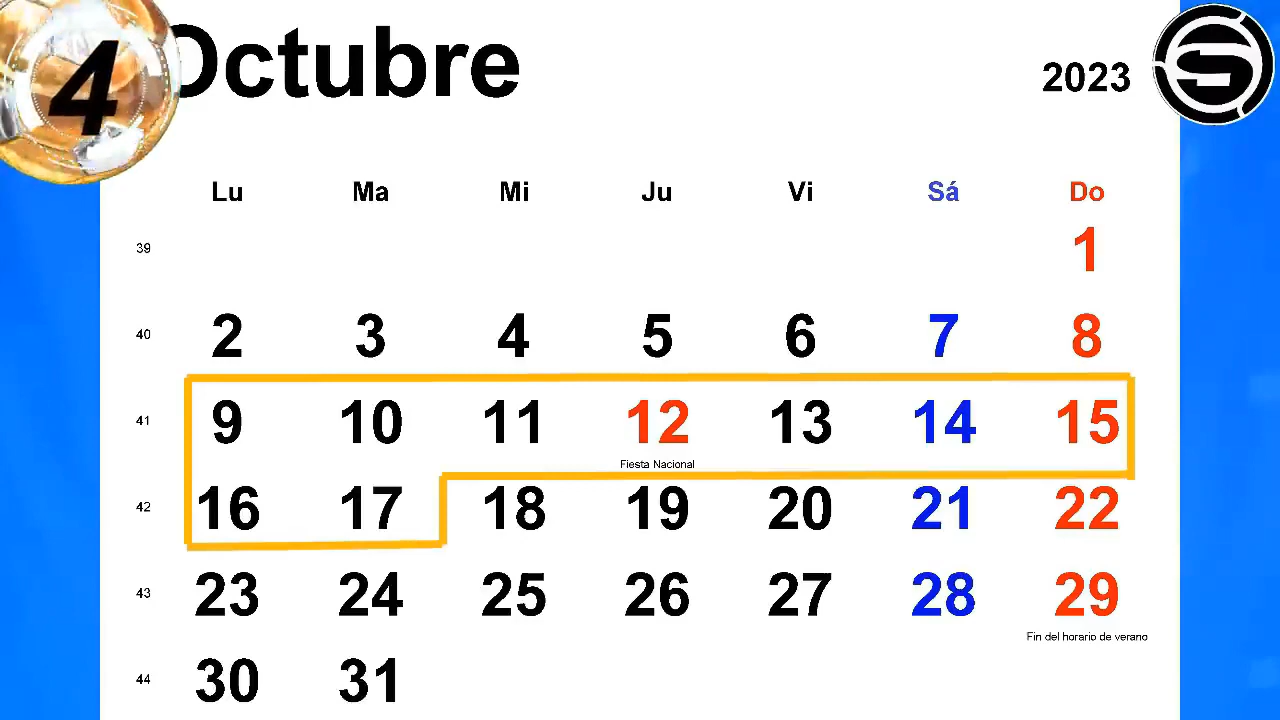 4
Octubre
2023
Lu Ma Mi Ju Vi Sá Do
39 1
40 2 3 4 5 6 7 8
41 9 10 11 12 13 14 15
Fiesta Nacional
42 16 17 18 19 20 21 22
43 23 24 25 26 27 28 29
Fin del horario de verano
44 30 31